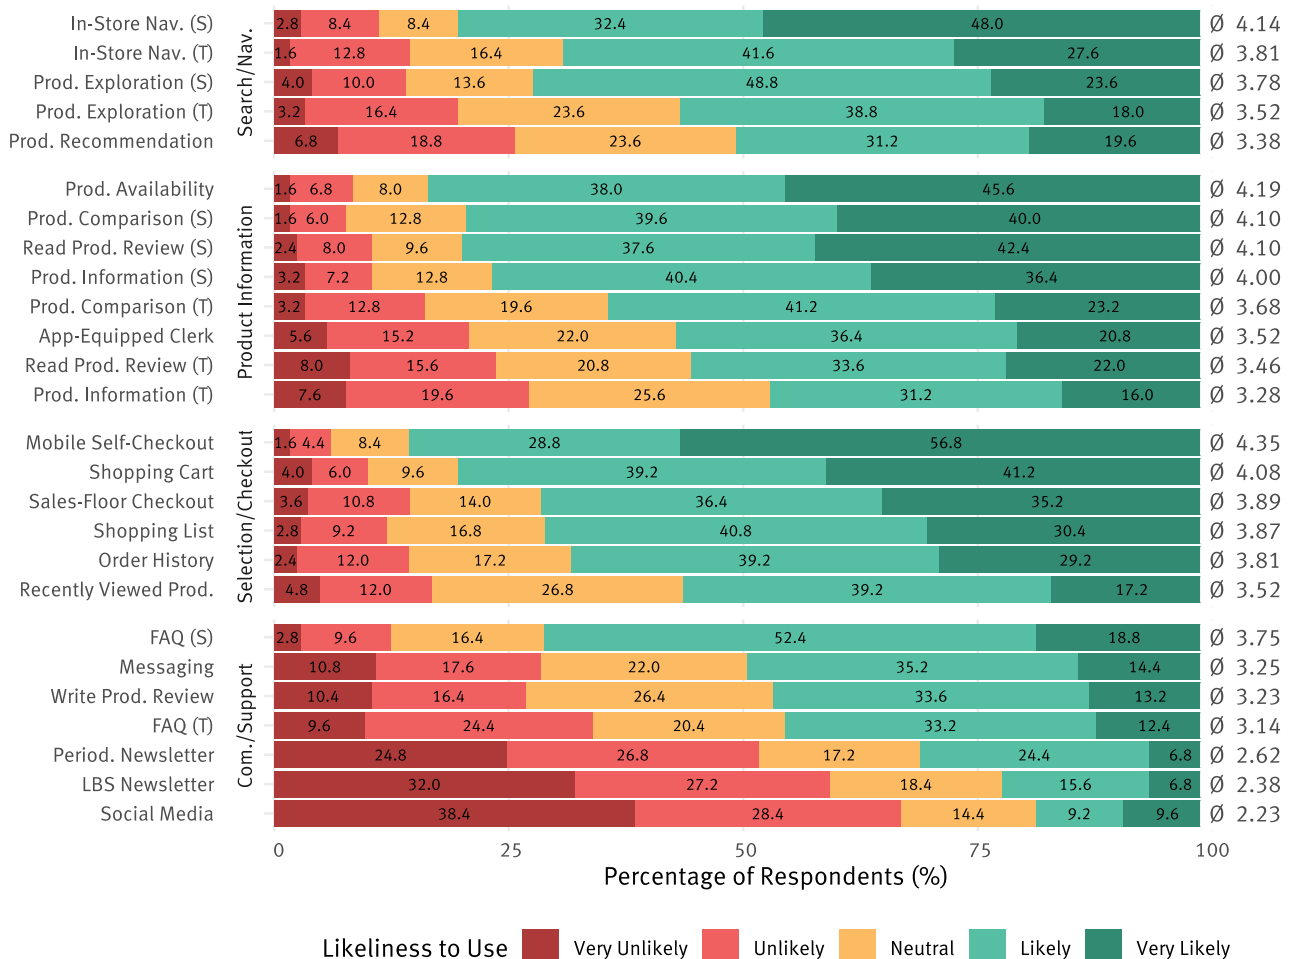 Search/Nav.
In-Store Nav. (S) 2.8 8.4 8.4 32.4 48.0 Ø 4.14
In-Store Nav. (T) 1.6 12.8 16.4 41.6 27.6 Ø 3.81
Prod. Exploration (S) 4.0 10.0 13.6 48.8 23.6 Ø 3.78
Prod. Exploration (T) 3.2 16.4 23.6 38.8 18.0 Ø 3.52
Prod. Recommendation 6.8 18.8 23.6 31.2 19.6 Ø 3.38
Product Information
Prod. Availability 1.6 6.8 8.0 38.0 45.6 Ø 4.19
Prod. Comparison (S) 1.6 6.0 12.8 39.6 40.0 Ø 4.10
Read Prod. Review (S) 2.4 8.0 9.6 37.6 42.4 Ø 4.10
Prod. Information (S) 3.2 7.2 12.8 40.4 36.4 Ø 4.00
Prod. Comparison (T) 3.2 12.8 19.6 41.2 23.2 Ø 3.68
App-Equipped Clerk 5.6 15.2 22.0 36.4 20.8 Ø 3.52
Read Prod. Review (T) 8.0 15.6 20.8 33.6 22.0 Ø 3.46
Prod. Information (T) 7.6 19.6 25.6 31.2 16.0 Ø 3.28
Selection/Checkout
Mobile Self-Checkout 1.6 4.4 8.4 28.8 56.8 Ø 4.35
Shopping Cart 4.0 6.0 9.6 39.2 41.2 Ø 4.08
Sales-Floor Checkout 3.6 10.8 14.0 36.4 35.2 Ø 3.89
Shopping List 2.8 9.2 16.8 40.8 30.4 Ø 3.87
Order History 2.4 12.0 17.2 39.2 29.2 Ø 3.81
Recently Viewed Prod. 4.8 12.0 26.8 39.2 17.2 Ø 3.52
Com./Support
FAQ (S) 2.8 9.6 16.4 52.4 18.8 Ø 3.75
Messaging 10.8 17.6 22.0 35.2 14.4 Ø 3.25
Write Prod. Review 10.4 16.4 26.4 33.6 13.2 Ø 3.23
FAQ (T) 9.6 24.4 20.4 33.2 12.4 Ø 3.14
Period. Newsletter 24.8 26.8 17.2 24.4 6.8 Ø 2.62
LBS Newsletter 32.0 27.2 18.4 15.6 6.8 Ø 2.38
Social Media 38.4 28.4 14.4 9.2 9.6 Ø 2.23
0 25 50 75 100
Percentage of Respondents (%)
Likeliness to Use Very Unlikely Unlikely Neutral Likely Very Likely